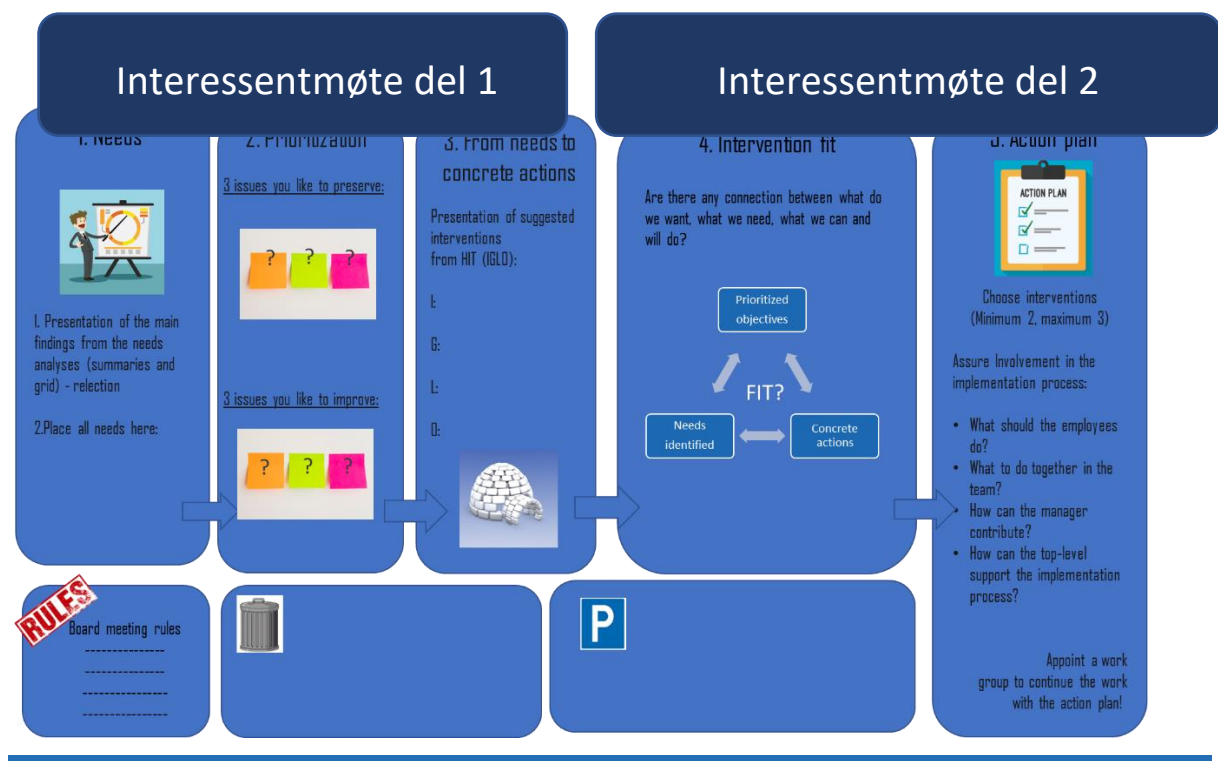 Interessentmøte del 1
Interessentmøte del 2
1. Needs
1. Presentation of the main
findings from the needs
analyses (summaries and
grid) - relection
2.Place all needs here:
2. Prioritization
3 issues you like to preserve:
? ? ?
3 issues you like to improve:
? ? ?
3. From needs to
concrete actions
Presentation of suggested
interventions
from HIT (IGLO):
I:
G:
L:
O:
4. Intervention fit
Are there any connection between what do
we want, what we need, what we can and
will do?
Prioritized
objectives
FIT?
Needs
identified
Concrete
actions
5. Action plan
ACTION PLAN
Choose interventions
(Minimum 2, maximum 3)
Assure Involvement in the
implementation process:
• What should the employees
do?
• What to do together in the
team?
• How can the manager
contribute?
• How can the top-level
support the implementation
process?
Appoint a work
group to continue the work
with the action plan!
RULES
Board meeting rules
---------------
---------------
----------------
----------------
P